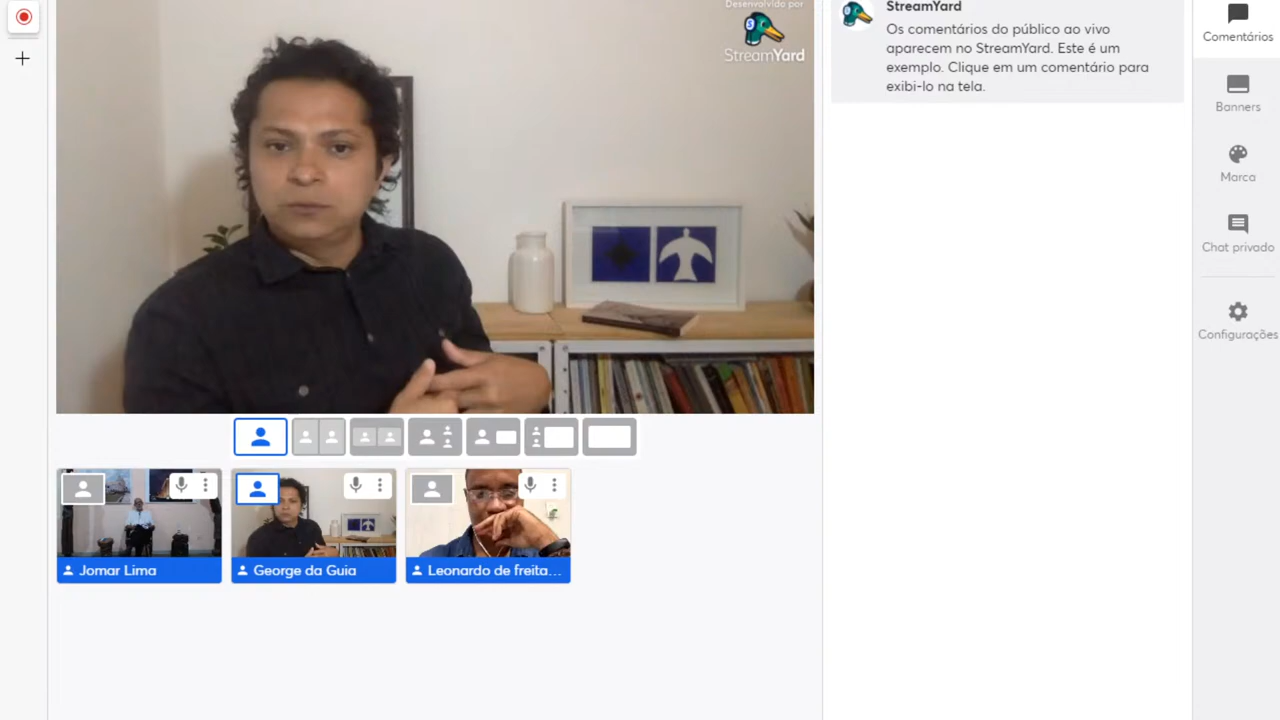 Desenvolvido por
StreamYard
StreamYard
Os comentários do público ao vivo
aparecem no StreamYard. Este é um
exemplo. Clique em um comentário para
exibi-lo na tela.
Comentários
Banners
Marca
Chat privado
Configurações
Jomar Lima
George da Guia
Leonardo de freita...